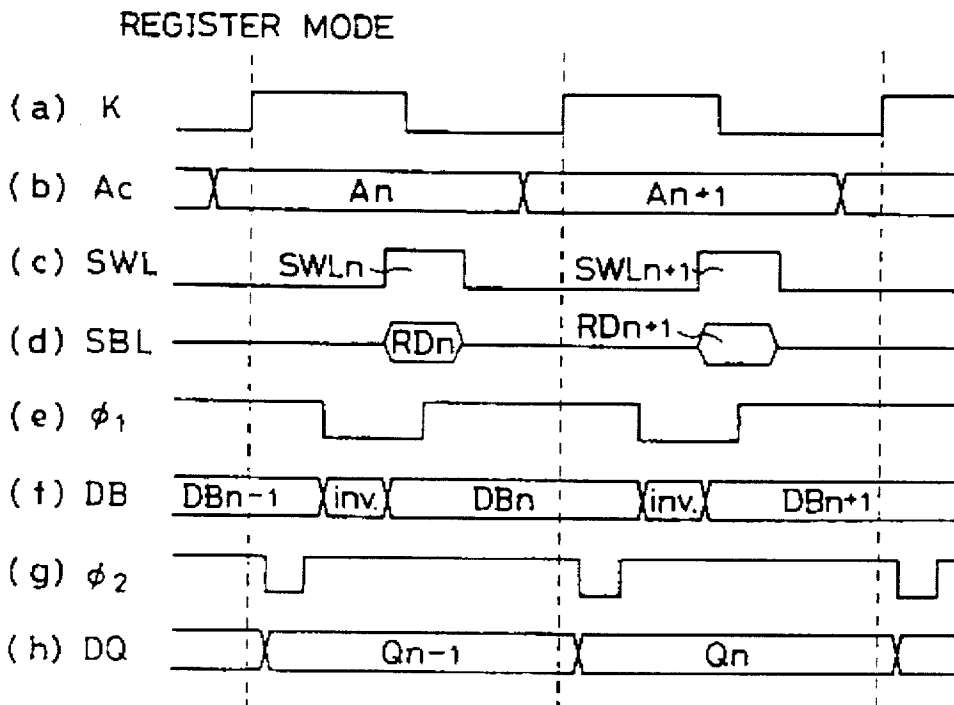 REGISTER MODE
(a) K
(b) Ac An An+1
(c) SWL SWLn SWLn+1
(d) SBL RDn RDn+1
(e) ϕ1
(f) DB DBn-1 inv. DBn inv. DBn+1
(g) ϕ2
(h) DQ Qn-1 Qn